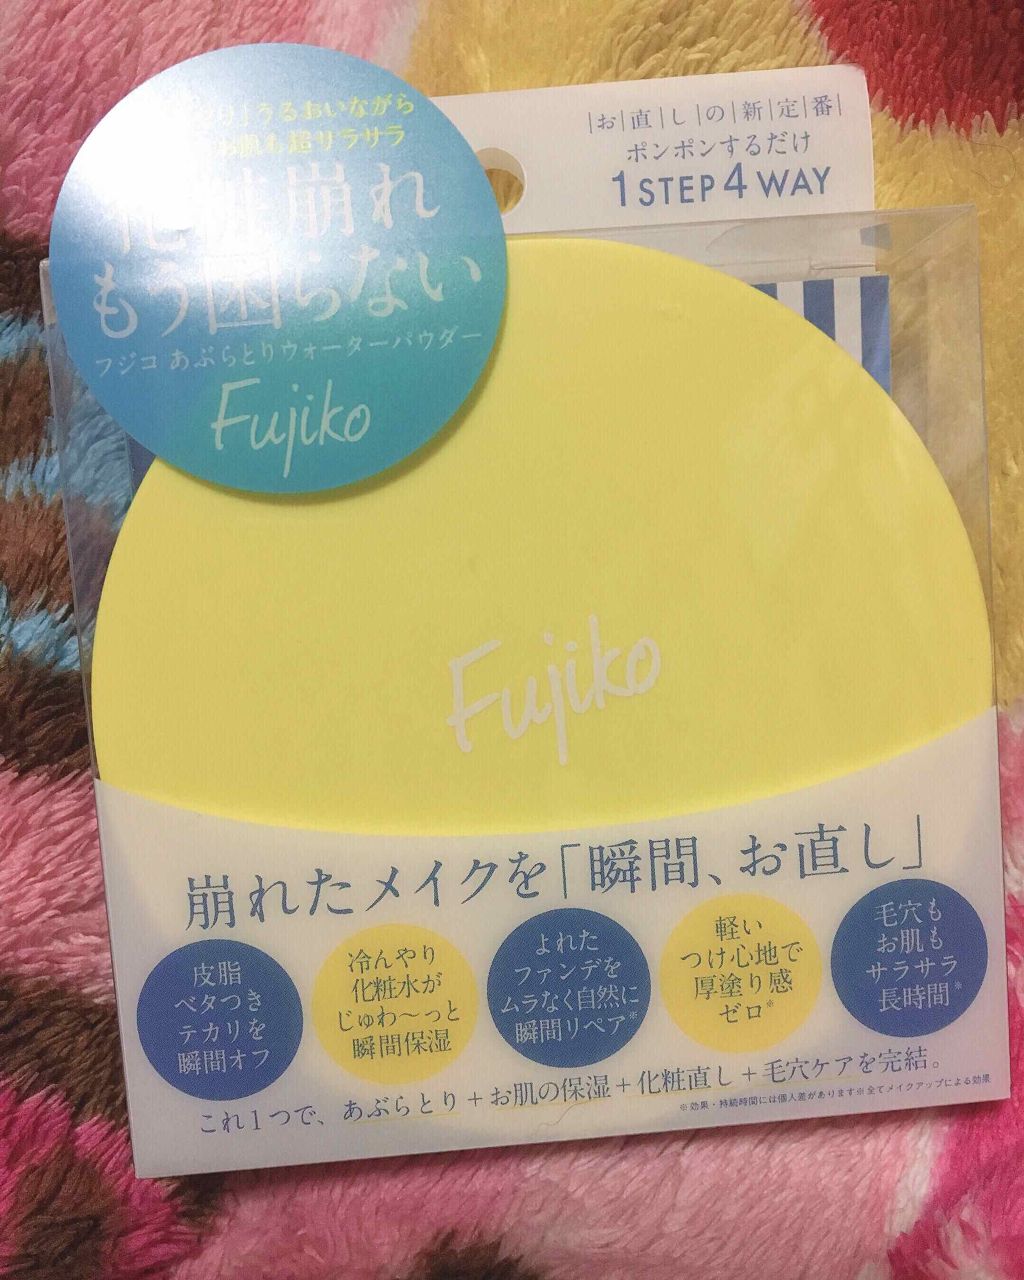 うるおいながら
お肌も超サラサラ
化粧崩れ
もう困らない
フジコ あぶらとりウォーターパウダー
Fujiko
お直しの新定番
ポンポンするだけ
1STEP 4WAY
Fujiko
崩れたメイクを「瞬間、お直し」
皮脂
ベタつき
テカリを
瞬間オフ
冷んやり
化粧水が
じゅわ〜っと
瞬間保湿
よれた
ファンデを
ムラなく自然に
瞬間リペア※
軽い
つけ心地で
厚塗り感
ゼロ※
毛穴も
お肌も
サラサラ
長時間※
これ1つで、あぶらとり+お肌の保湿+化粧直し+毛穴ケアを完結。
※効果・持続時間には個人差があります※全てメイクアップによる効果